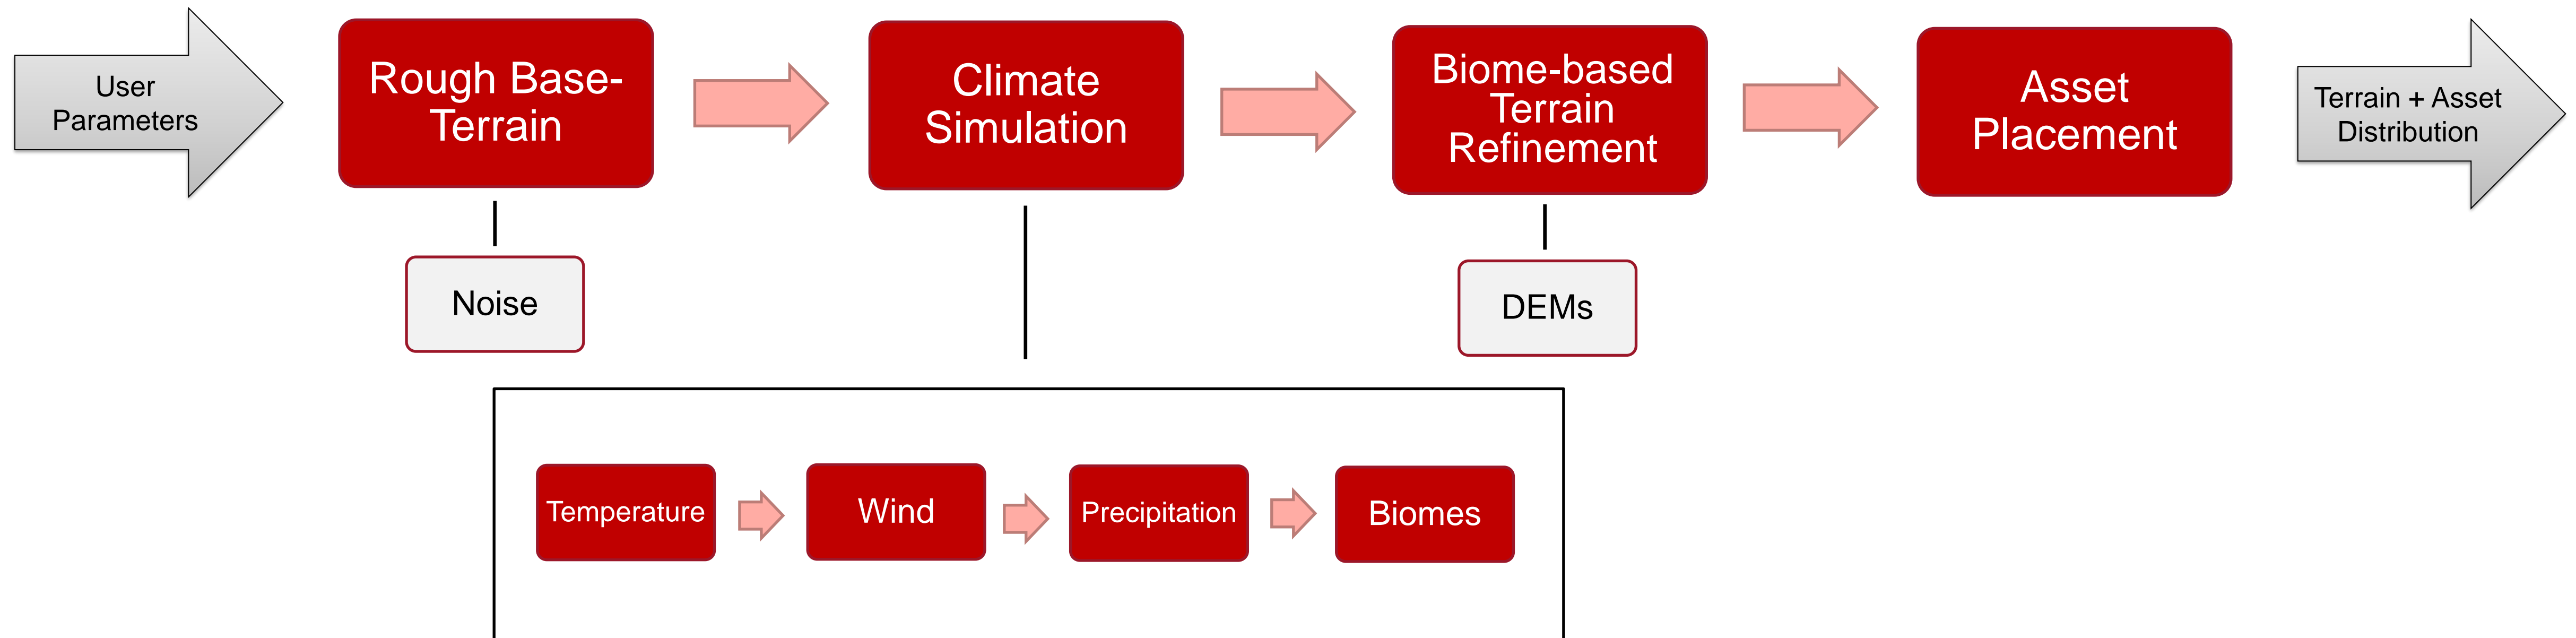 User
Parameters
Rough Base-
Terrain
Climate
Simulation
Biome-based
Terrain
Refinement
Asset
Placement
Terrain + Asset
Distribution
Noise
DEMs
Temperature
Wind
Precipitation
Biomes